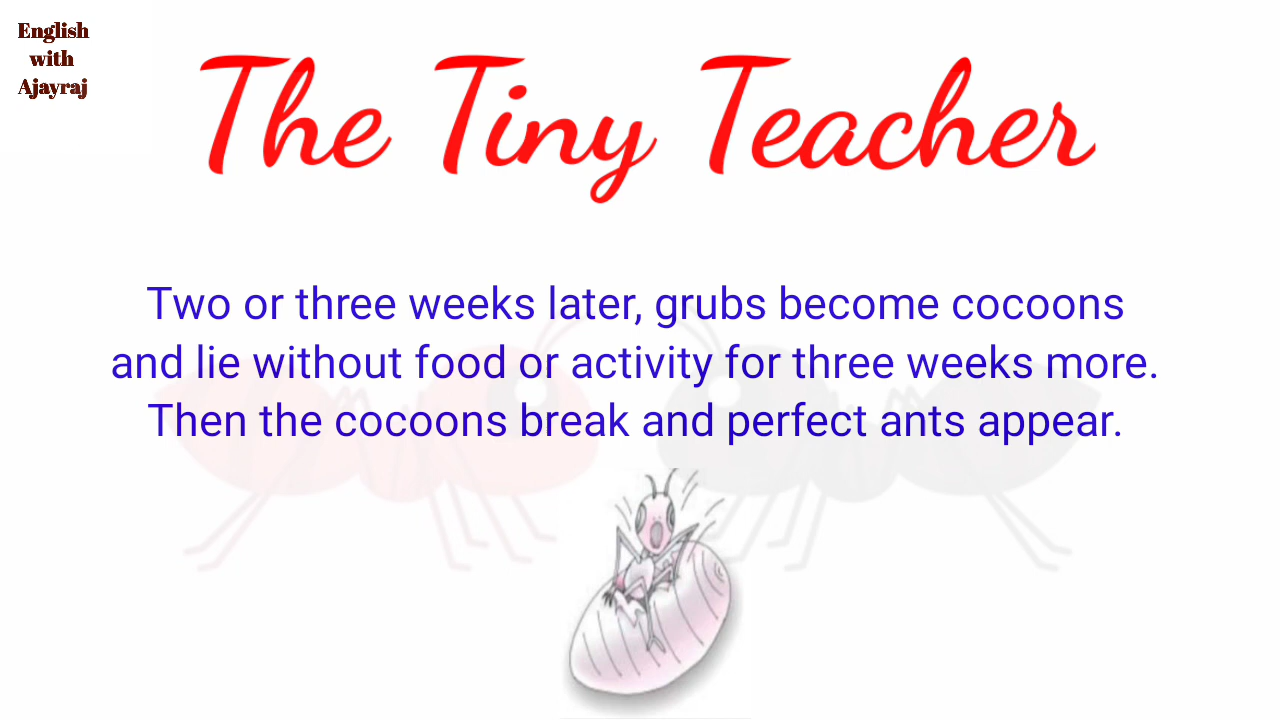 English
with
Ajayraj
The Tiny Teacher
Two or three weeks later, grubs become cocoons
and lie without food or activity for three weeks more.
Then the cocoons break and perfect ants appear.